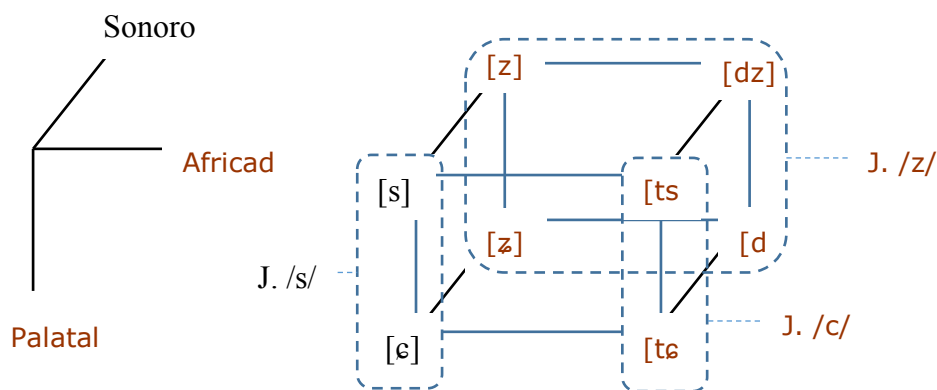 Sonoro
[z] [dz]
Africad J. /z/
[s] [ts
[ʑ] [d
J. /s/
J. /c/
Palatal [ɕ] [tɕ